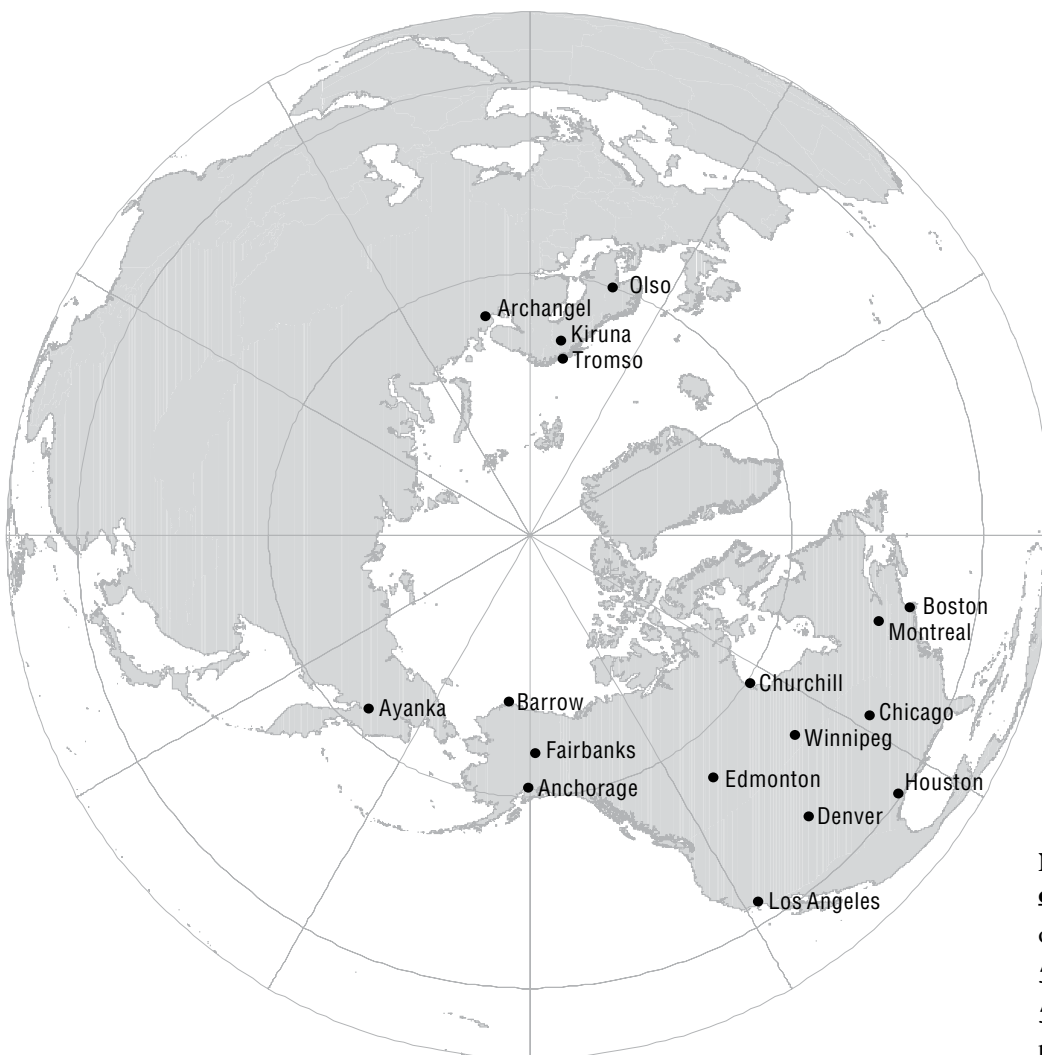 Olso
Archangel
Kiruna
Tromso
Boston
Montreal
Churchill
Ayanka
Barrow
Chicago
Winnipeg
Fairbanks
Edmonton
Houston
Anchorage
Denver
Los Angeles